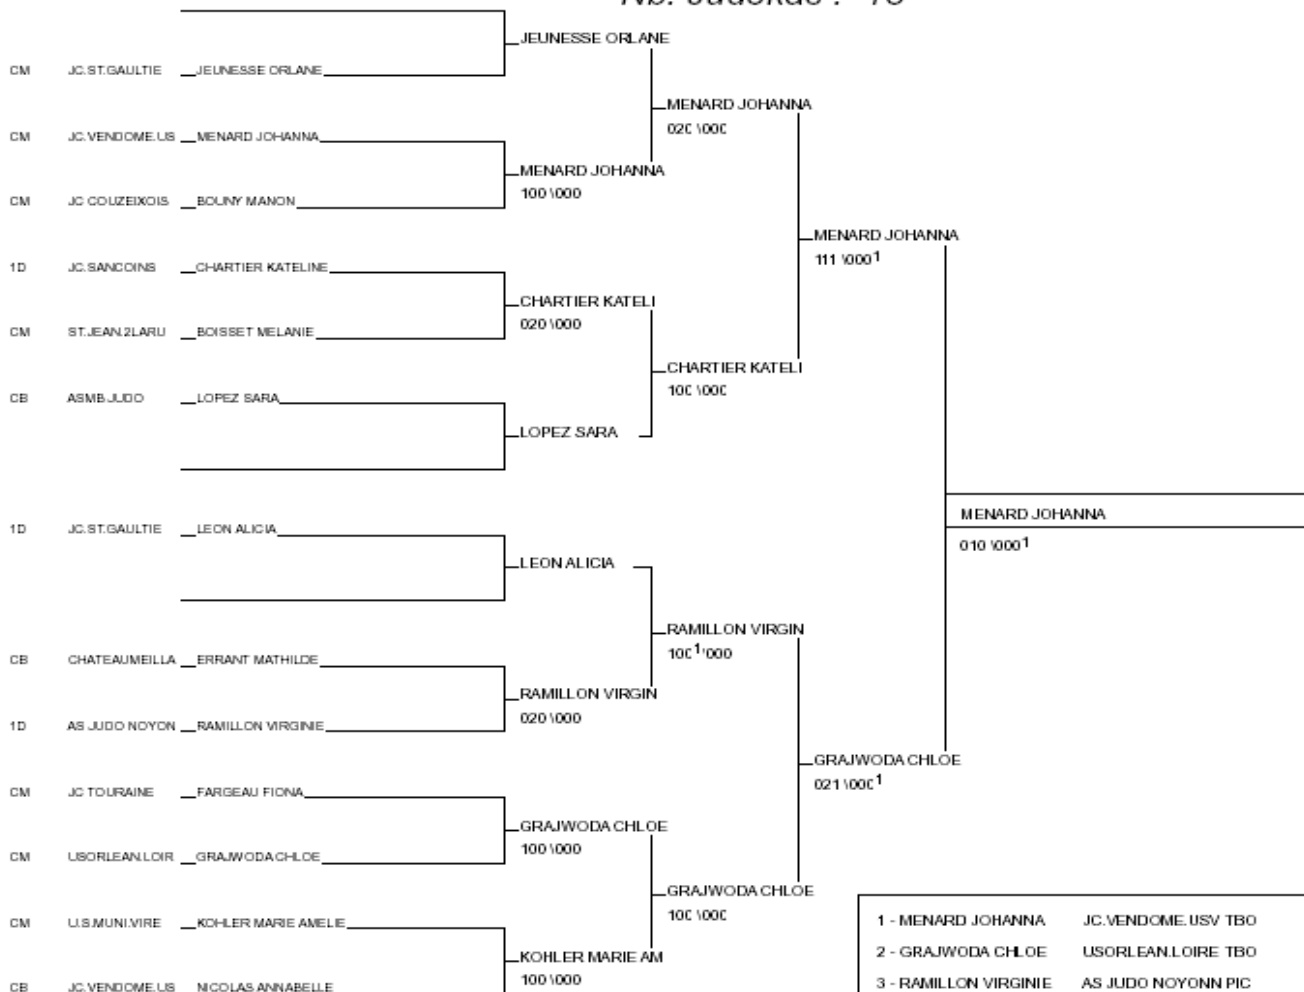 JEUNESSE ORLANE
CM JC.ST.GAULTIE JEUNESSE ORLANE
MENARD JOHANNA
020 \000
CM JC.VENDOME.US MENARD JOHANNA
MENARD JOHANNA
100 \000
CM JC COUZEIXOIS BOUNY MANON
MENARD JOHANNA
111 \000 1
1D JC.SANCOINS CHARTIER KATELINE
CHARTIER KATELI
020 \000
CM ST.JEAN.2LARU BOISSET MELANIE
CHARTIER KATELI
100 \000
CB ASMB JUDO LOPEZ SARA
LOPEZ SARA
MENARD JOHANNA
010 \000 1
1D JC.ST.GAULTIE LEON ALICIA
LEON ALICIA
RAMILLON VIRGIN
100 1 \000
CB CHATEAUMEILLA ERRANT MATHILDE
RAMILLON VIRGIN
020 \000
1D AS JUDO NOYON RAMILLON VIRGINIE
GRAJWODA CHLOE
021 \000 1
CM JC TOURAINE FARGEAU FIONA
GRAJWODA CHLOE
100 \000
CM USORLEAN.LOIR GRAJWODA CHLOE
GRAJWODA CHLOE
100 \000
CM U.S.MUNI.VIRE KOHLER MARIE AMELIE
KOHLER MARIE AM
100 \000
CB JC.VENDOME.US NICOLAS ANNABELLE
1 - MENARD JOHANNA JC.VENDOME.USV TBO
2 - GRAJWODA CHLOE USORLEAN.LOIRE TBO
3 - RAMILLON VIRGINIE AS JUDO NOYONN PIC